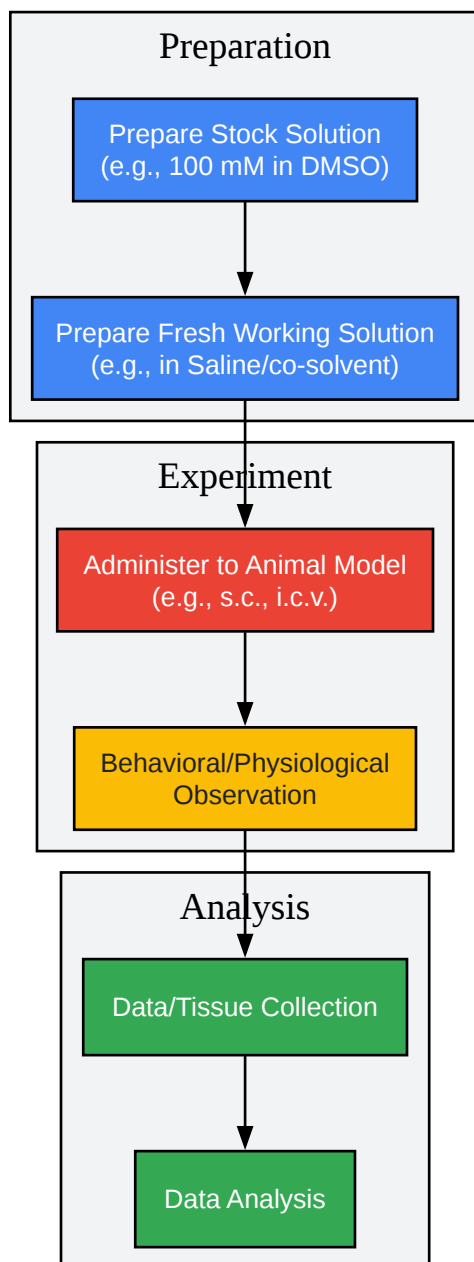 Preparation
Prepare Stock Solution
(e.g., 100 mM in DMSO)
Prepare Fresh Working Solution
(e.g., in Saline/co-solvent)
Experiment
Administer to Animal Model
(e.g., s.c., i.c.v.)
Behavioral/Physiological
Observation
Analysis
Data/Tissue Collection
Data Analysis